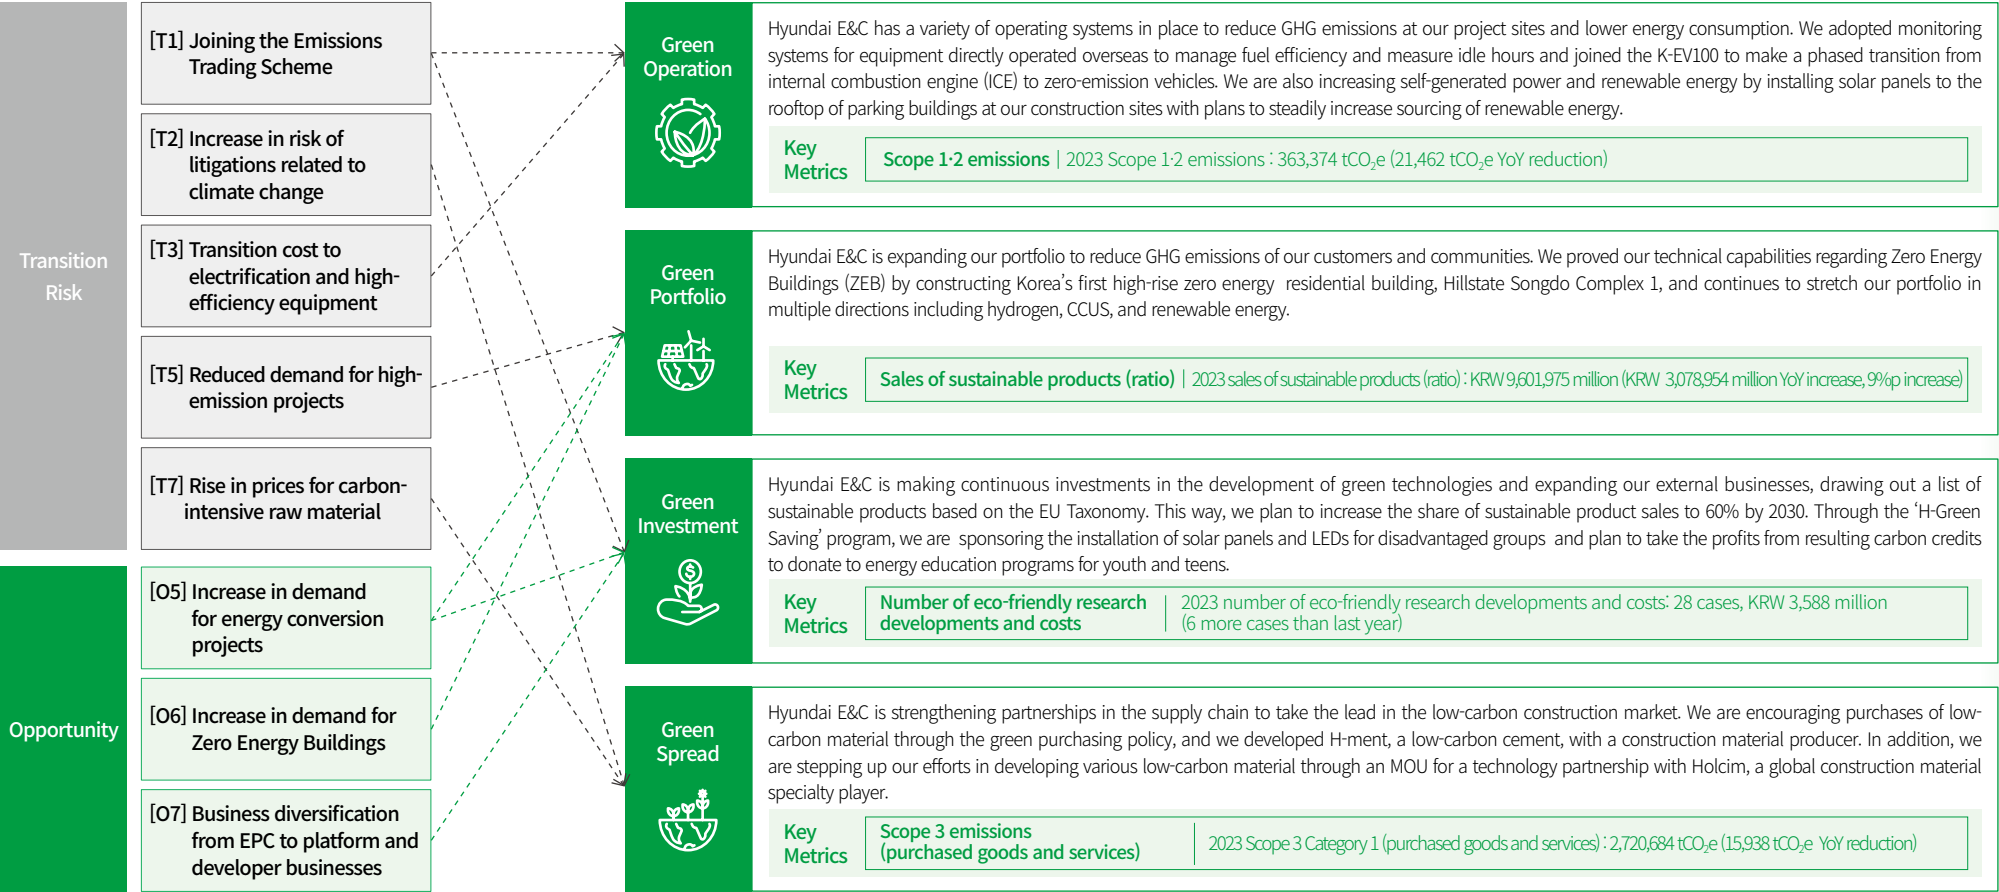 Transition
Risk
[T1] Joining the Emissions
Trading Scheme
[T2] Increase in risk of
litigations related to
climate change
[T3] Transition cost to
electrification and high-
efficiency equipment
[T5] Reduced demand for high-
emission projects
[T7] Rise in prices for carbon-
intensive raw material
Opportunity
[O5] Increase in demand
for energy conversion
projects
[O6] Increase in demand for
Zero Energy Buildings
[O7] Business diversification
from EPC to platform and
developer businesses
Green
Operation
Hyundai E&C has a variety of operating systems in place to reduce GHG emissions at our project sites and lower energy consumption. We adopted monitoring
systems for equipment directly operated overseas to manage fuel efficiency and measure idle hours and joined the K-EV100 to make a phased transition from
internal combustion engine (ICE) to zero-emission vehicles. We are also increasing self-generated power and renewable energy by installing solar panels to the
rooftop of parking buildings at our construction sites with plans to steadily increase sourcing of renewable energy.
Key
Metrics
Scope 1·2 emissions | 2023 Scope 1·2 emissions : 363,374 tCO₂e (21,462 tCO₂e YoY reduction)
Green
Portfolio
Hyundai E&C is expanding our portfolio to reduce GHG emissions of our customers and communities. We proved our technical capabilities regarding Zero Energy
Buildings (ZEB) by constructing Korea's first high-rise zero energy residential building, Hillstate Songdo Complex 1, and continues to stretch our portfolio in
multiple directions including hydrogen, CCUS, and renewable energy.
Key
Metrics
Sales of sustainable products (ratio) | 2023 sales of sustainable products (ratio) : KRW 9,601,975 million (KRW 3,078,954 million YoY increase, 9%p increase)
Green
Investment
Hyundai E&C is making continuous investments in the development of green technologies and expanding our external businesses, drawing out a list of
sustainable products based on the EU Taxonomy. This way, we plan to increase the share of sustainable product sales to 60% by 2030. Through the 'H-Green
Saving' program, we are sponsoring the installation of solar panels and LEDs for disadvantaged groups and plan to take the profits from resulting carbon credits
to donate to energy education programs for youth and teens.
Key
Metrics
Number of eco-friendly research
developments and costs
2023 number of eco-friendly research developments and costs: 28 cases, KRW 3,588 million
(6 more cases than last year)
Green
Spread
Hyundai E&C is strengthening partnerships in the supply chain to take the lead in the low-carbon construction market. We are encouraging purchases of low-
carbon material through the green purchasing policy, and we developed H-ment, a low-carbon cement, with a construction material producer. In addition, we
are stepping up our efforts in developing various low-carbon material through an MOU for a technology partnership with Holcim, a global construction material
specialty player.
Key
Metrics
Scope 3 emissions
(purchased goods and services)
2023 Scope 3 Category 1 (purchased goods and services) : 2,720,684 tCO₂e (15,938 tCO₂e YoY reduction)